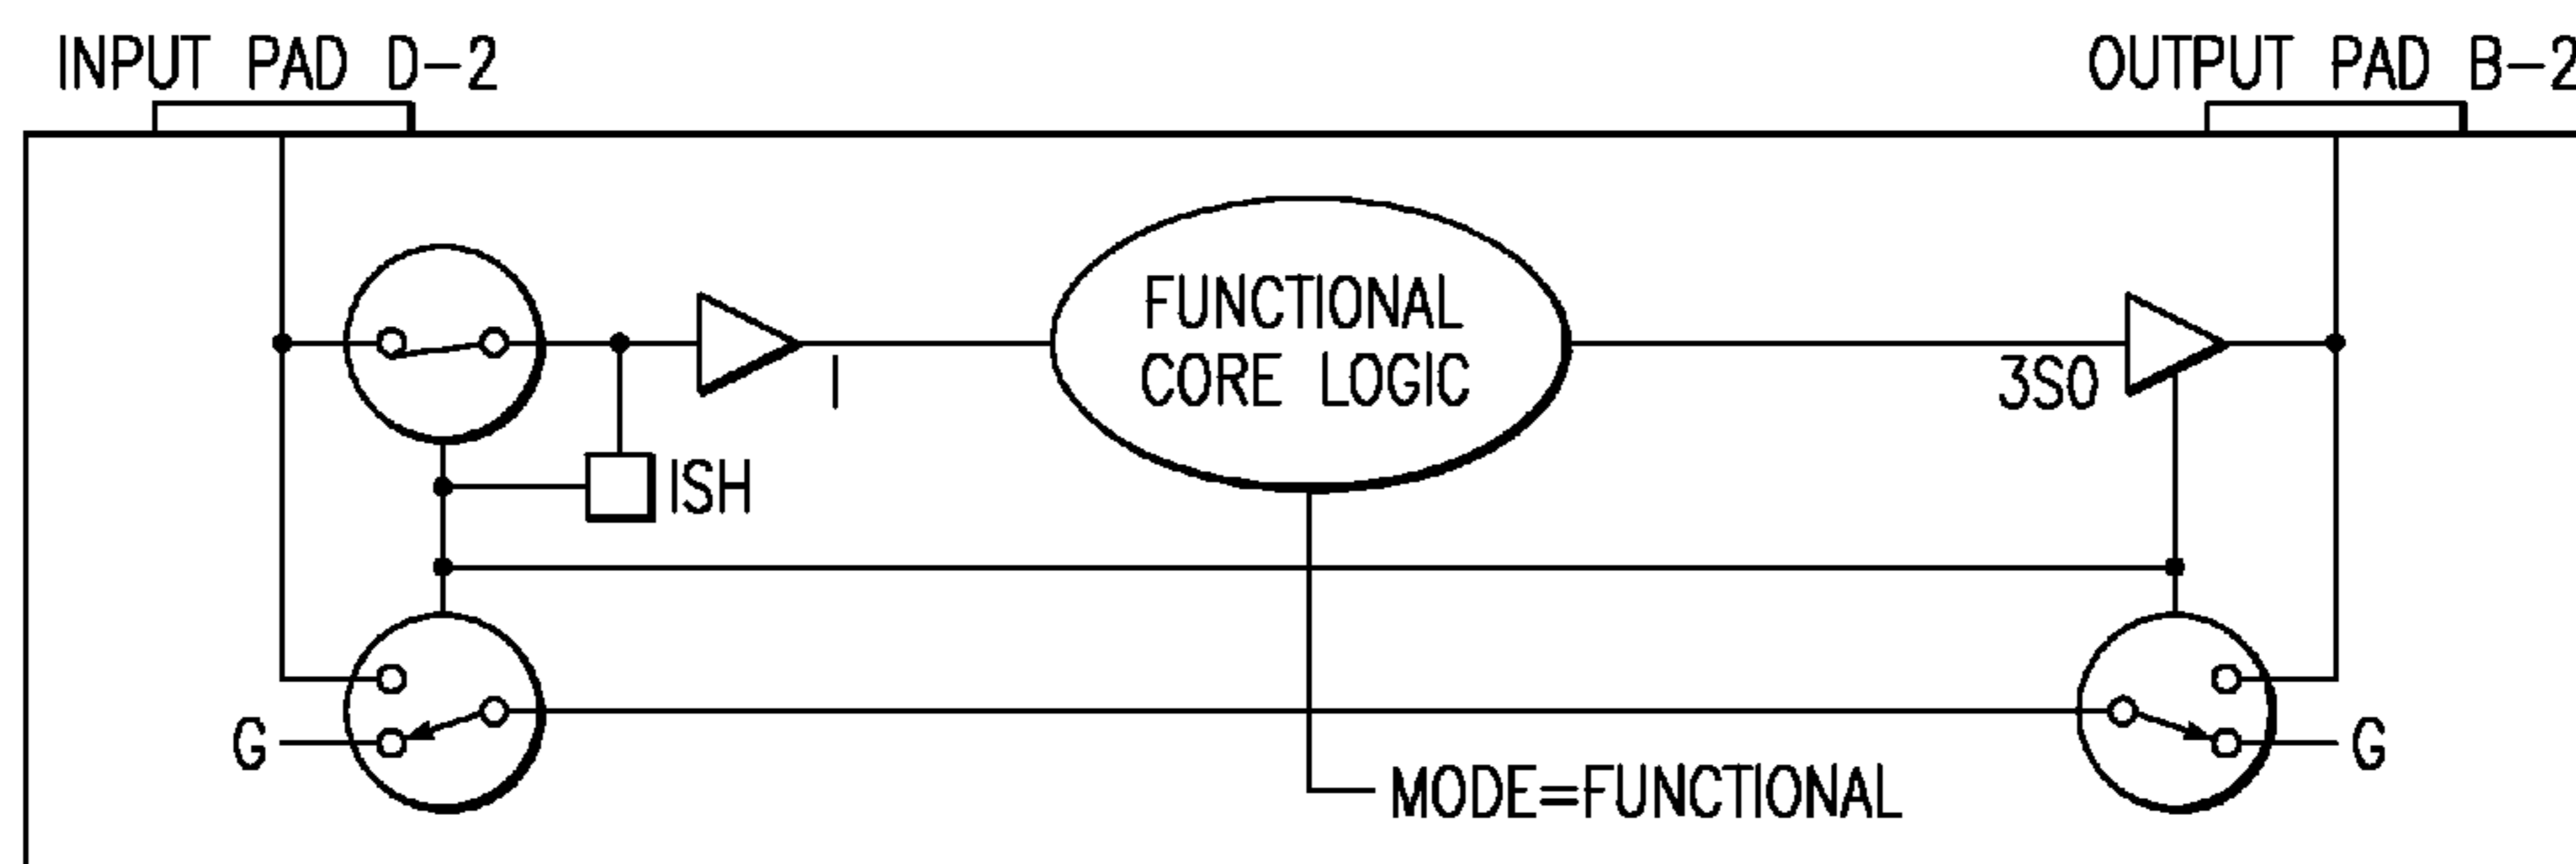 INPUT PAD D-2
OUTPUT PAD B-2
FUNCTIONAL
CORE LOGIC
I
3SO
ISH
G
G
MODE=FUNCTIONAL